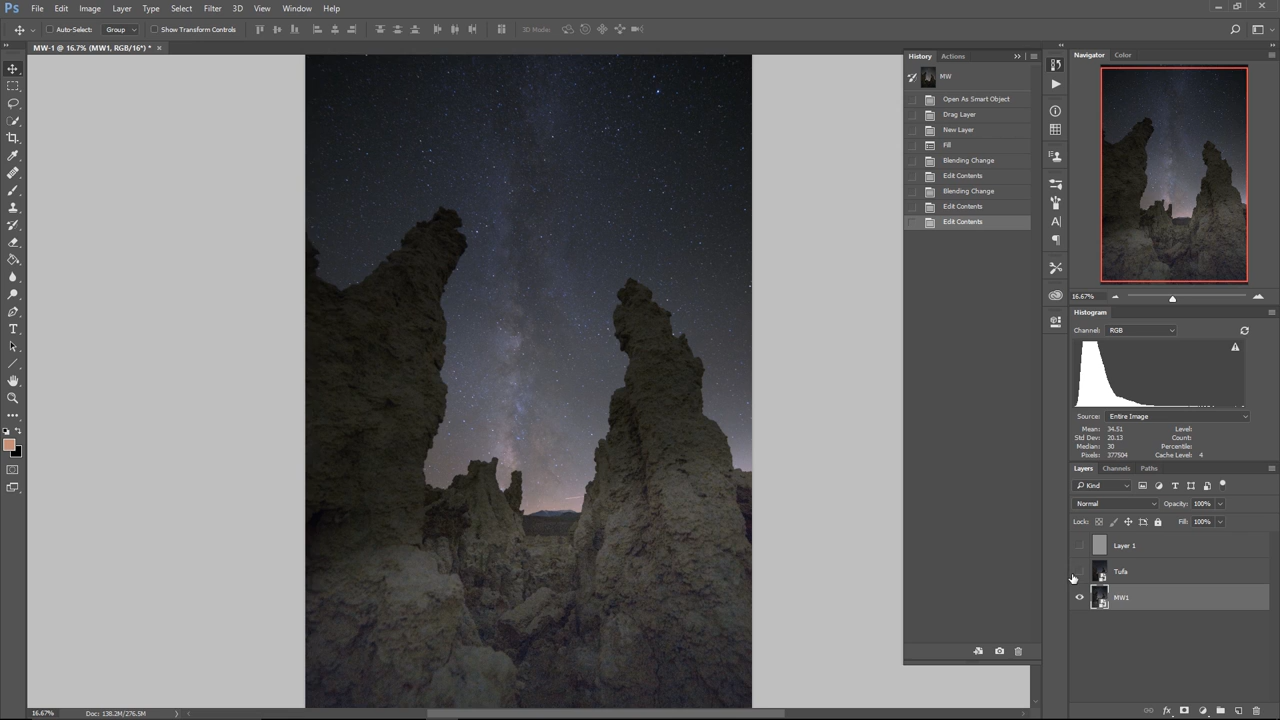 Ps File Edit Image Layer Type Select Filter 3D View Window Help
Auto-Select: Group Show Transform Controls 3D Mode:
MW-1 @ 16.7% (MW1, RGB/16*) * ×
History Actions
MW
Open As Smart Object
Drag Layer
New Layer
Fill
Blending Change
Edit Contents
Blending Change
Edit Contents
Edit Contents
Navigator Color
16.67%
Histogram
Channel: RGB
Source: Entire Image
Mean: 34.51 Level:
Std Dev: 20.13 Count:
Median: 30 Percentile:
Pixels: 377504 Cache Level: 4
Layers Channels Paths
Kind
Normal Opacity: 100%
Lock: Fill: 100%
Layer 1
Tufa
MW1
16.67% Doc: 138.2M/276.5M